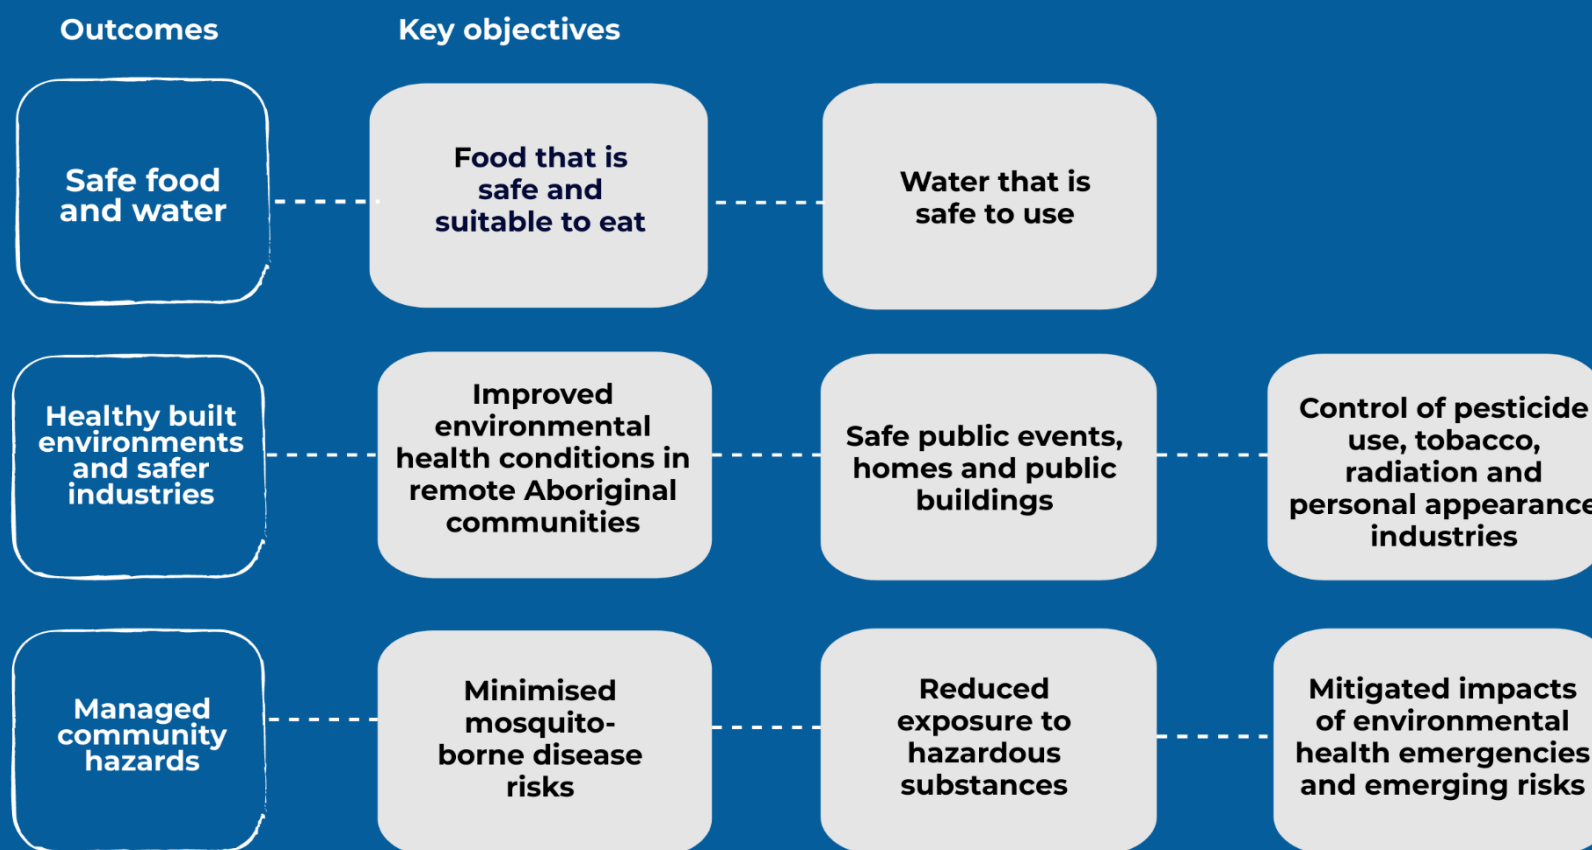 Outcomes
Key objectives
Safe food
and water
Food that is
safe and
suitable to eat
Water that is
safe to use
Healthy built
environments
and safer
industries
Improved
environmental
health conditions in
remote Aboriginal
communities
Safe public events,
homes and public
buildings
Control of pesticide
use, tobacco,
radiation and
personal appearance
industries
Managed
community
hazards
Minimised
mosquito-
borne disease
risks
Reduced
exposure to
hazardous
substances
Mitigated impacts
of environmental
health emergencies
and emerging risks